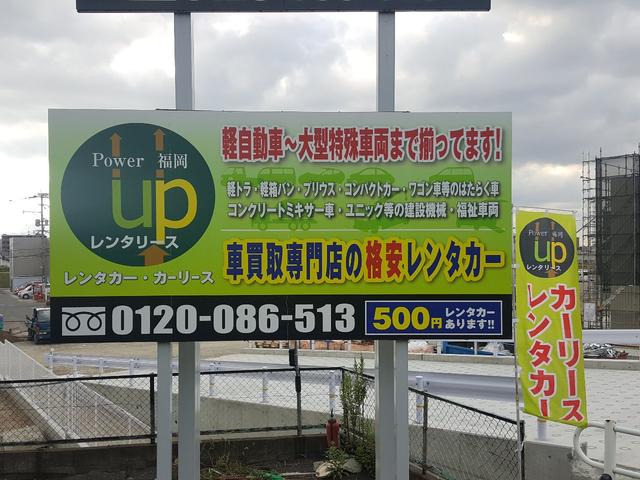 Power 福岡
up
レンタリース
レンタカー・カーリース
軽自動車～大型特殊車両まで揃ってます!
軽トラ・軽箱バン・プリウス・コンパクトカー・ワゴン車等のはたらく車
コンクリートミキサー車・ユニック等の建設機械・福祉車両
車買取専門店の格安レンタカー
0120-086-513
500円 レンタカー
あります!!
Power 福岡
up
レンタリース
カーリース
レンタカー